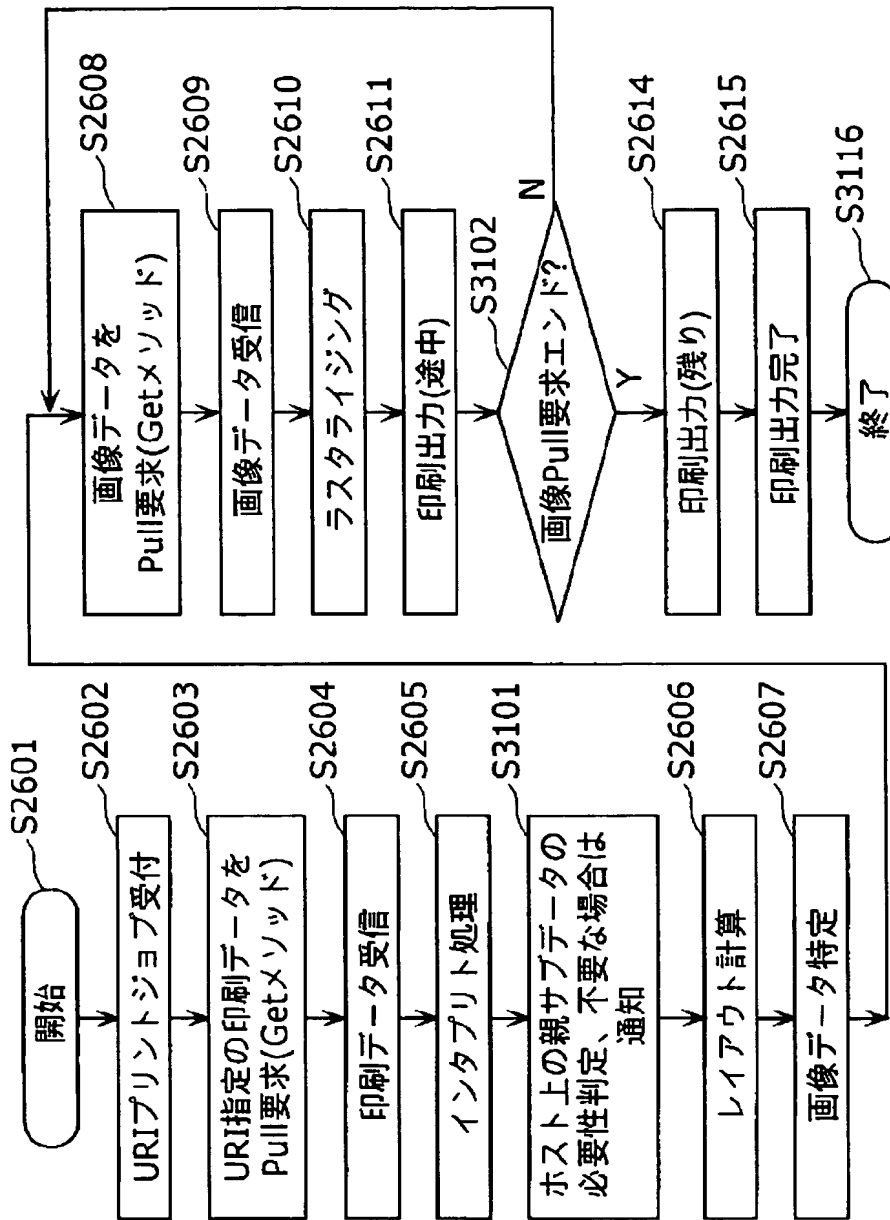 開始
S2601
URIプリントジョブ受付
S2602
URI指定の印刷データを
Pull要求(Getメソッド)
S2603
印刷データ受信
S2604
インタプリト処理
S2605
ホスト上の親サブデータの
必要性判定、不要な場合は
通知
S3101
レイアウト計算
S2606
画像データ特定
S2607
画像データを
Pull要求(Getメソッド)
S2608
画像データ受信
S2609
ラスタライジング
S2610
印刷出力(途中)
S2611
画像Pull要求エンド?
S3102
N
Y
印刷出力(残り)
S2614
印刷出力完了
S2615
終了
S3116